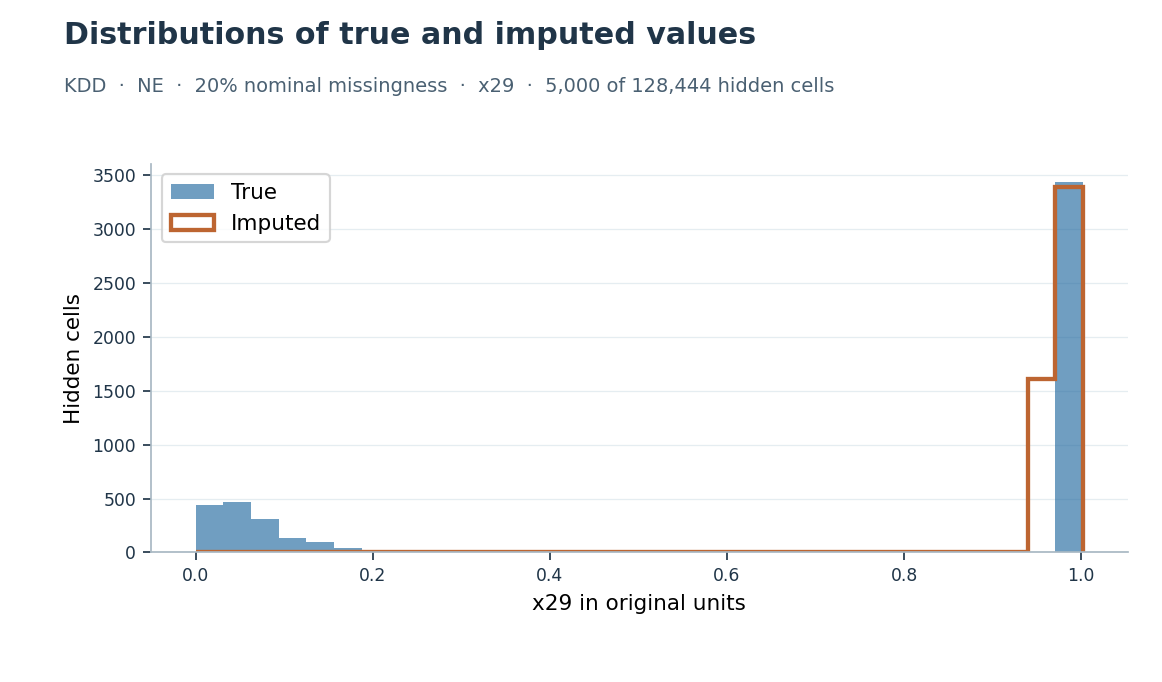 Distributions of true and imputed values
KDD · NE · 20% nominal missingness · x29 · 5,000 of 128,444 hidden cells
3500
3000
2500
2000
1500
1000
500
0
Hidden cells
True
Imputed
0.0 0.2 0.4 0.6 0.8 1.0
x29 in original units